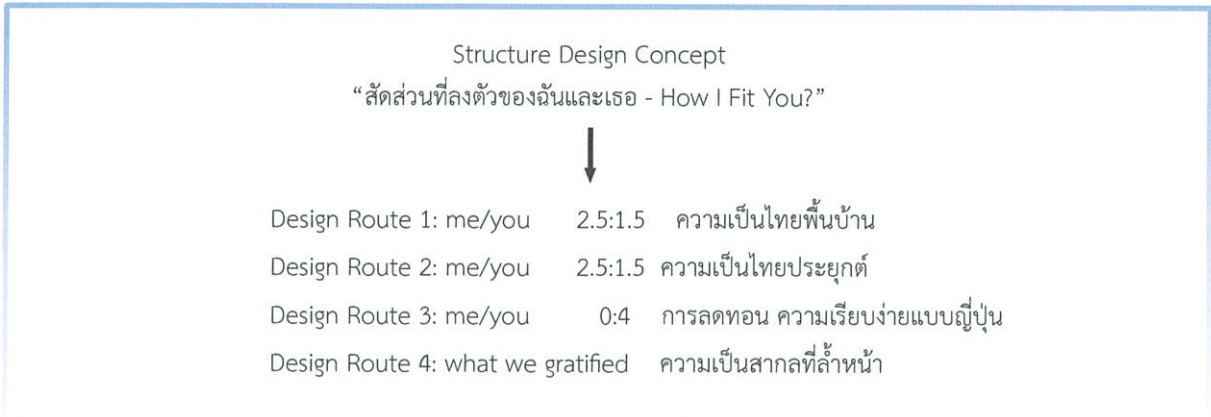 Structure Design Concept
“สัดส่วนที่ลงตัวของฉันและเธอ - How I Fit You?”
Design Route 1: me/you 2.5:1.5 ความเป็นไทยพื้นบ้าน
Design Route 2: me/you 2.5:1.5 ความเป็นไทยประยุกต์
Design Route 3: me/you 0:4 การลดทอน ความเรียบง่ายแบบญี่ปุ่น
Design Route 4: what we gratified ความเป็นสากลที่ล้ำหน้า